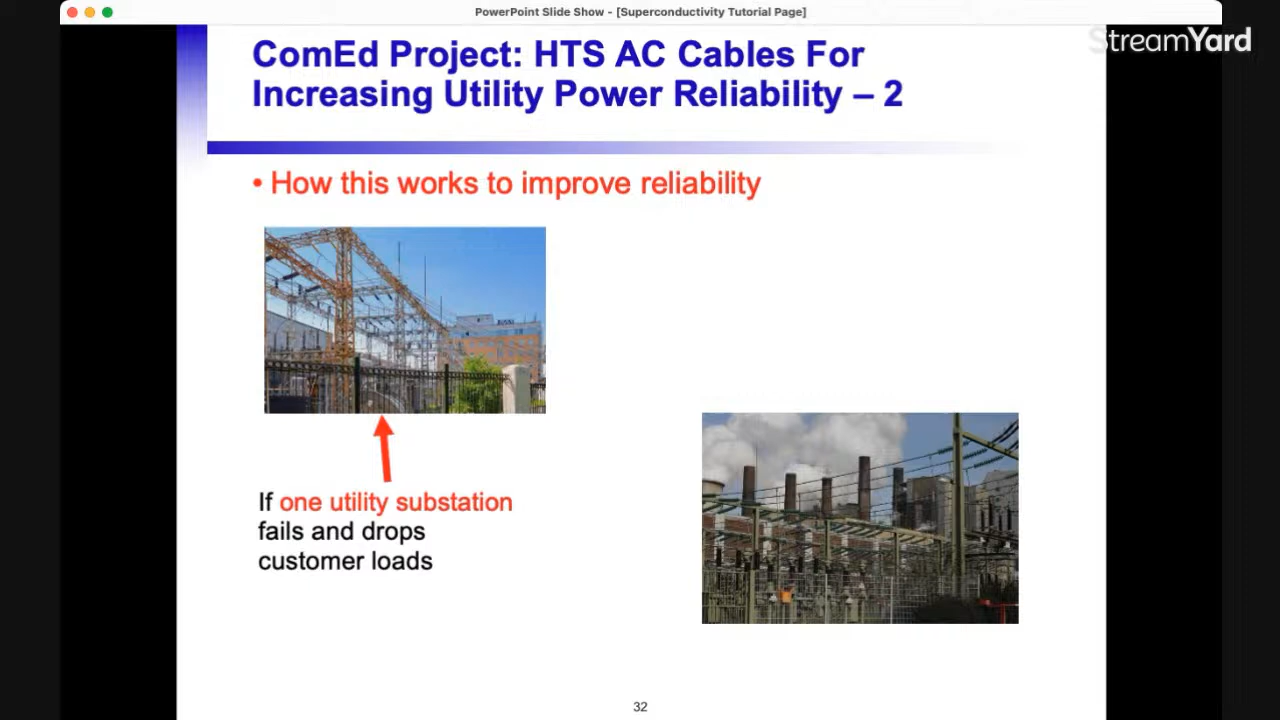 PowerPoint Slide Show - [Superconductivity Tutorial Page]
StreamYard
ComEd Project: HTS AC Cables For
Increasing Utility Power Reliability – 2
• How this works to improve reliability
If one utility substation
fails and drops
customer loads
32